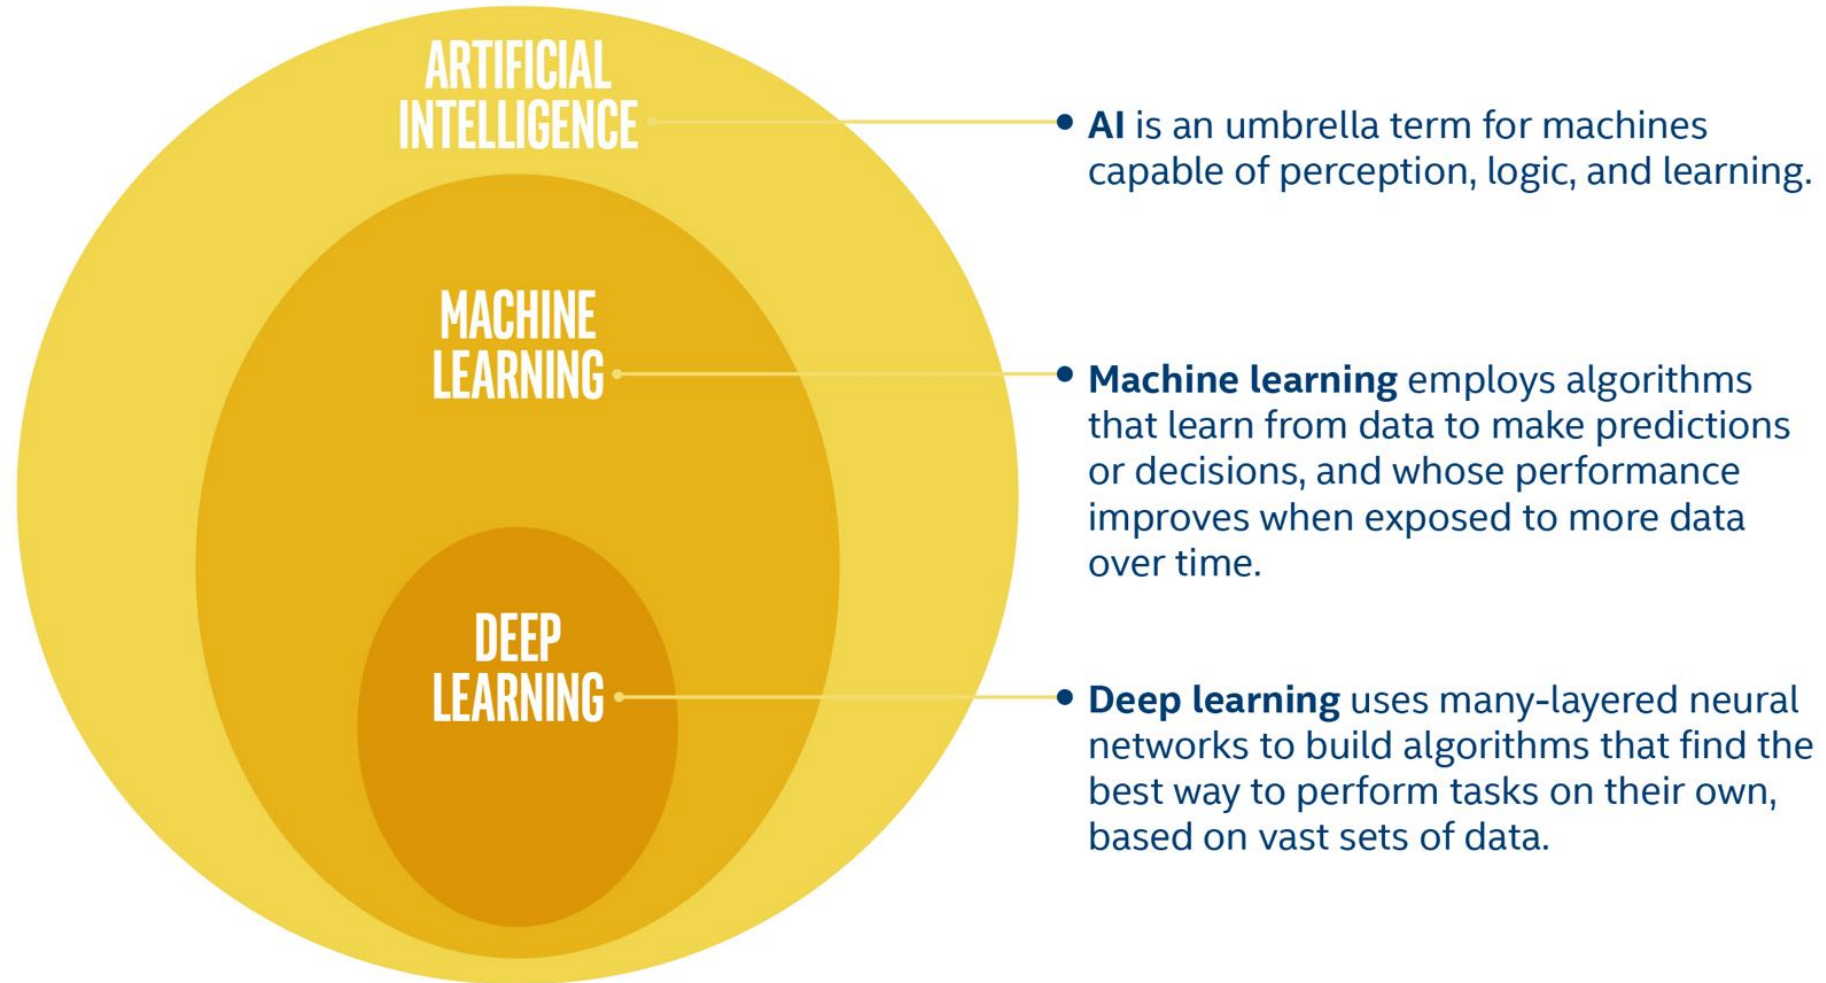 ARTIFICIAL
INTELLIGENCE
• AI is an umbrella term for machines
capable of perception, logic, and learning.
MACHINE
LEARNING
• Machine learning employs algorithms
that learn from data to make predictions
or decisions, and whose performance
improves when exposed to more data
over time.
DEEP
LEARNING
• Deep learning uses many-layered neural
networks to build algorithms that find the
best way to perform tasks on their own,
based on vast sets of data.